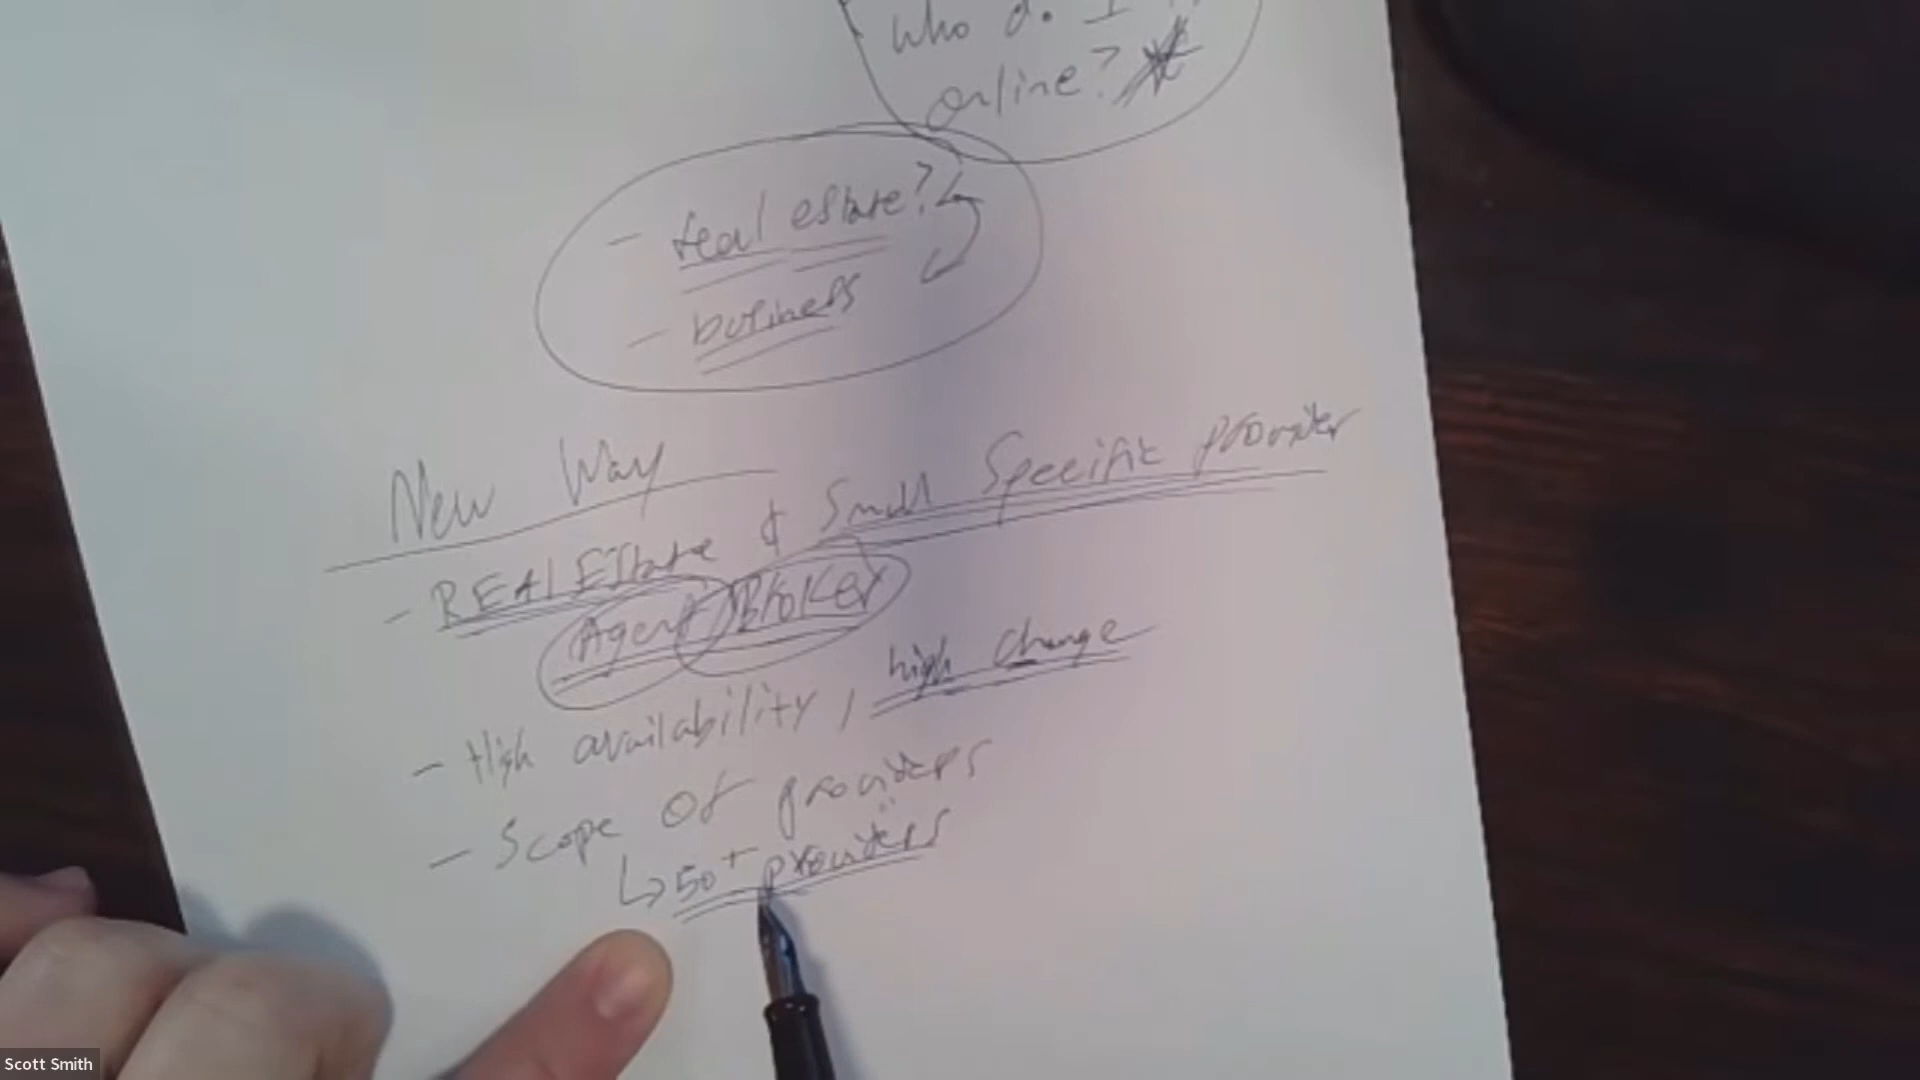 Who do I
online?
- real estate?
- business
New Way
- REAL EState & Small Specific provider
Agent/Broker
- High availability, high change
- Scope of providers
↳ 50+ providers
Scott Smith